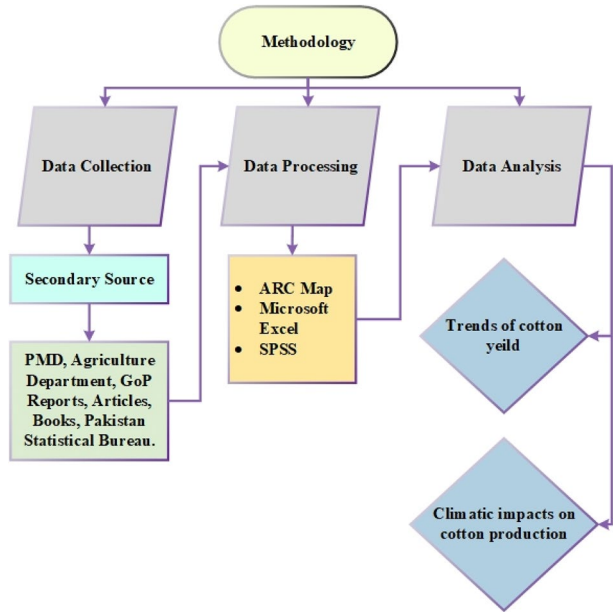 Methodology
Data Collection
Data Processing
Data Analysis
Secondary Source
PMD, Agriculture
Department, GoP
Reports, Articles,
Books, Pakistan
Statistical Bureau.
• ARC Map
• Microsoft
Excel
• SPSS
Trends of cotton
yeild
Climatic impacts on
cotton production